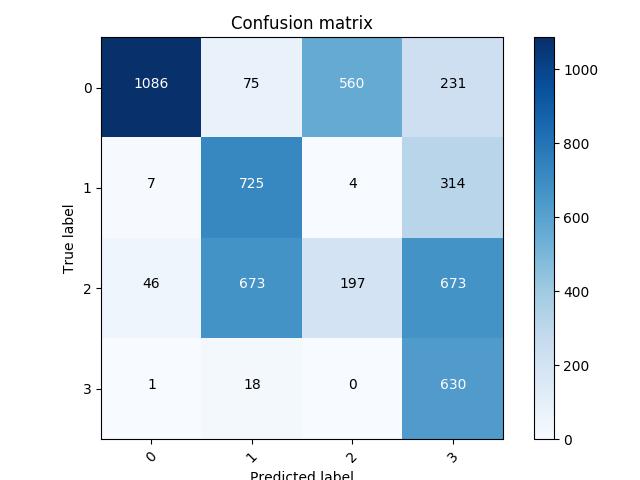 Confusion matrix
0 1086 75 560 231
1 7 725 4 314
2 46 673 197 673
3 1 18 0 630
0 1 2 3
True label
Predicted label
1000
800
600
400
200
0